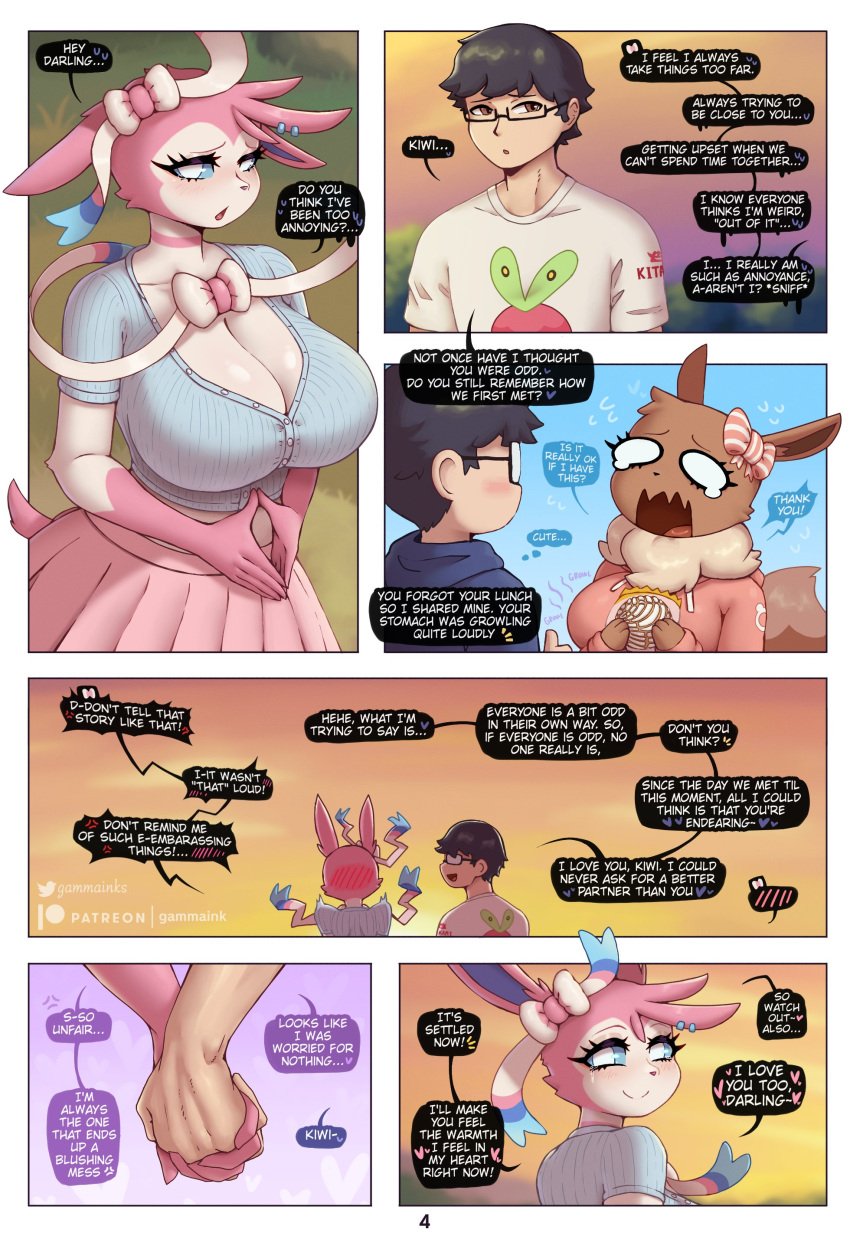 HEY
DARLING...
DO YOU
THINK I'VE
BEEN TOO
ANNOYING?...
KIWI...
I FEEL I ALWAYS
TAKE THINGS TOO FAR.
ALWAYS TRYING TO
BE CLOSE TO YOU...
GETTING UPSET WHEN WE
CAN'T SPEND TIME TOGETHER...
I KNOW EVERYONE
THINKS I'M WEIRD,
"OUT OF IT"...
I... I REALLY AM
SUCH AS ANNOYANCE,
A-AREN'T I? *SNIFF*
NOT ONCE HAVE I THOUGHT
YOU WERE ODD.
DO YOU STILL REMEMBER HOW
WE FIRST MET?
IS IT
REALLY OK
IF I HAVE
THIS?
THANK
YOU!
CUTE...
GROWL
GROWL
YOU FORGOT YOUR LUNCH
SO I SHARED MINE. YOUR
STOMACH WAS GROWLING
QUITE LOUDLY
D-DON'T TELL THAT
STORY LIKE THAT!
I-IT WASN'T
"THAT" LOUD!
DON'T REMIND ME
OF SUCH E-EMBARASSING
THINGS!...
HEHE, WHAT I'M
TRYING TO SAY IS...
EVERYONE IS A BIT ODD
IN THEIR OWN WAY. SO,
IF EVERYONE IS ODD, NO
ONE REALLY IS,
DON'T YOU
THINK?
SINCE THE DAY WE MET TIL
THIS MOMENT, ALL I COULD
THINK IS THAT YOU'RE
ENDEARING~
I LOVE YOU, KIWI. I COULD
NEVER ASK FOR A BETTER
PARTNER THAN YOU
gammainks
PATREON | gammaink
S-SO
UNFAIR...
I'M
ALWAYS
THE ONE
THAT ENDS
UP A
BLUSHING
MESS
LOOKS LIKE
I WAS
WORRIED FOR
NOTHING...
KIWI-
IT'S
SETTLED
NOW!
I'LL MAKE
YOU FEEL
THE WARMTH
I FEEL IN
MY HEART
RIGHT NOW!
SO
WATCH
OUT~
ALSO...
I LOVE
YOU TOO,
DARLING~
4